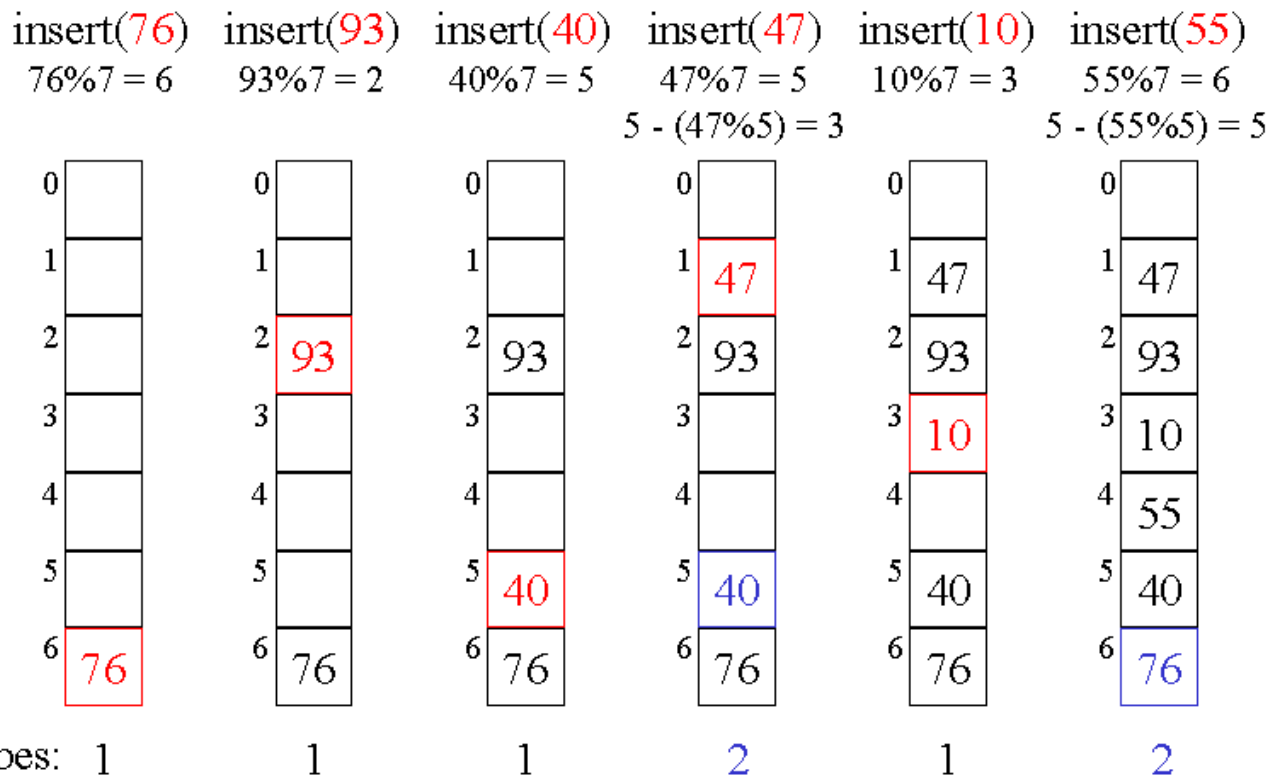 insert(76) insert(93) insert(40) insert(47) insert(10) insert(55)
76%7 = 6 93%7 = 2 40%7 = 5 47%7 = 5 10%7 = 3 55%7 = 6
5 - (47%5) = 3 5 - (55%5) = 5
0 0 0 0 0 0
1 1 1 1 47 1 47 1 47
2 2 93 2 93 2 93 2 93 2 93
3 3 3 3 3 10 3 10
4 4 4 4 4 4 55
5 5 5 40 5 40 5 40 5 40
6 76 6 76 6 76 6 76 6 76 6 76
bes: 1 1 1 2 1 2